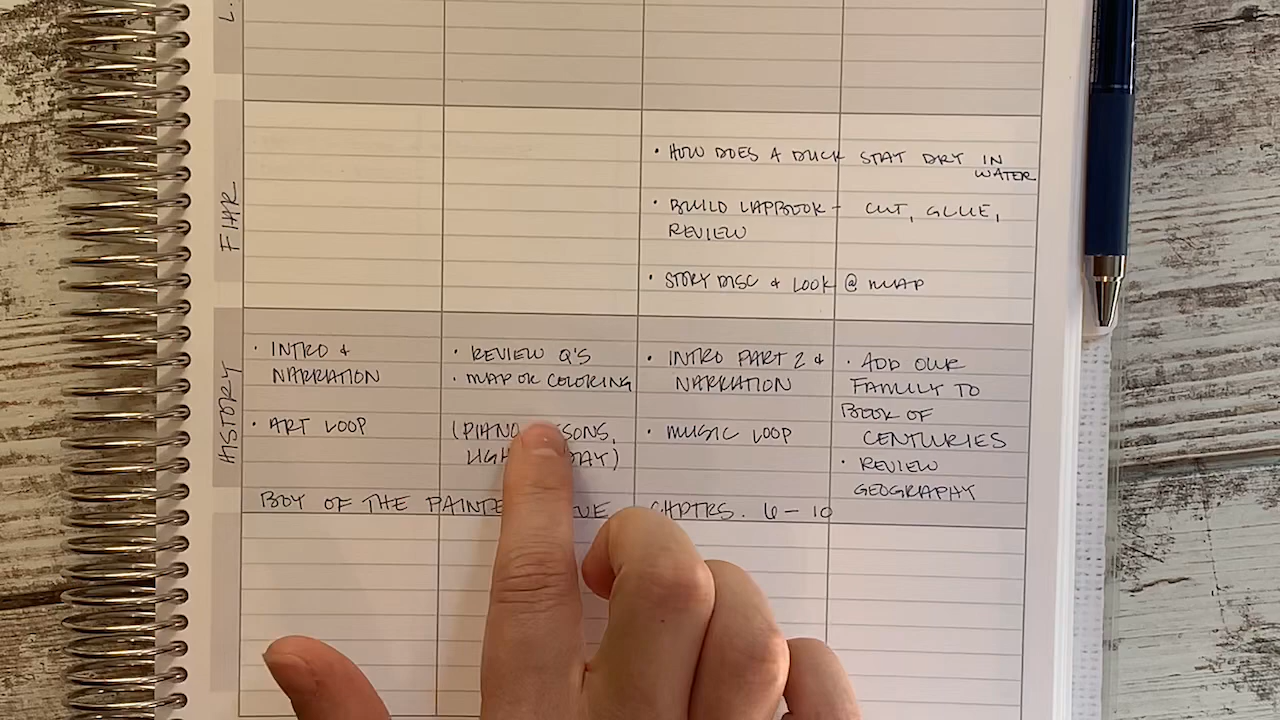 L.
FIHR
• HOW DOES A DUCK STAY DRY IN
WATER
• BUILD LAPBOOK - CUT, GLUE,
REVIEW
• STORY DISC & LOOK @ MAP
HISTORY
• INTRO &
NARRATION
• ART LOOP
• REVIEW Q'S
• MAP OR COLORING
(PIANO
DAY)
• INTRO PART 2 &
NARRATION
• MUSIC LOOP
• ADD OUR
FAMILY TO
BOOK OF
CENTURIES
• REVIEW
GEOGRAPHY
BOY OF THE CHPTRS. 6 - 10